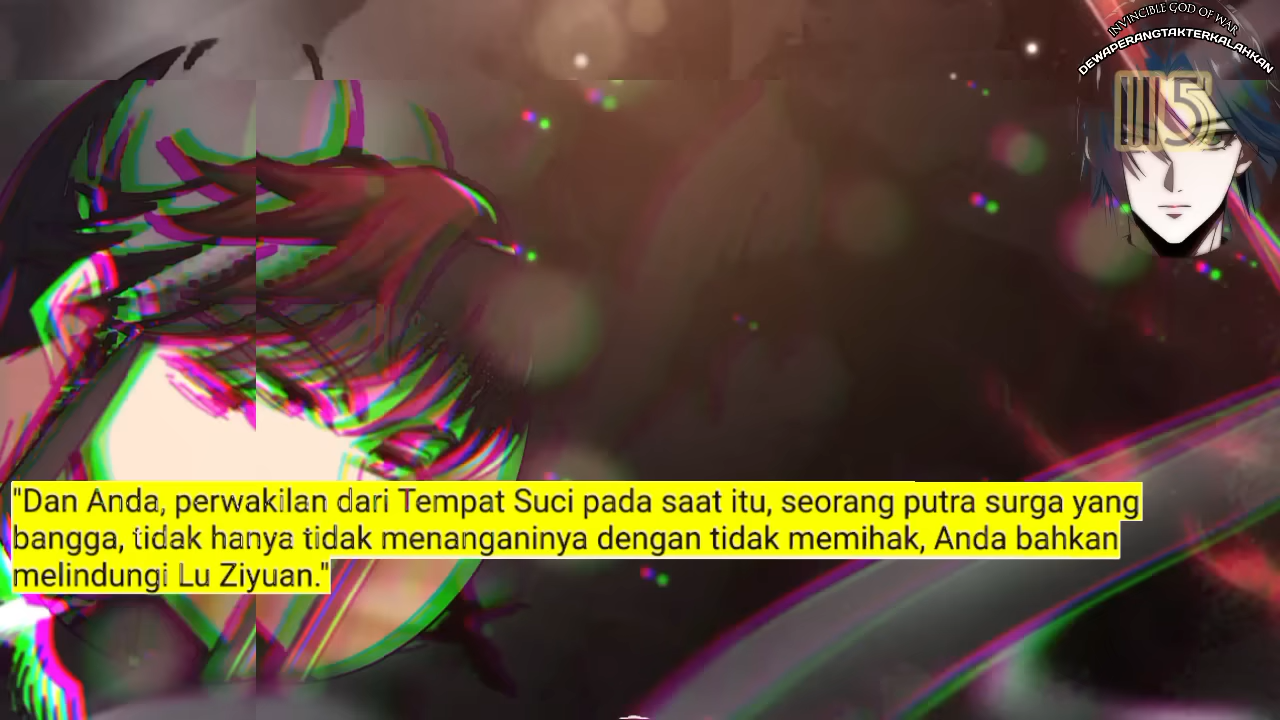 INVINCIBLE GOD OF WAR
DEWAPERANGTAKTERKALAHKAN
"Dan Anda, perwakilan dari Tempat Suci pada saat itu, seorang putra surga yang
bangga, tidak hanya tidak menanganinya dengan tidak memihak, Anda bahkan
melindungi Lu Ziyuan."